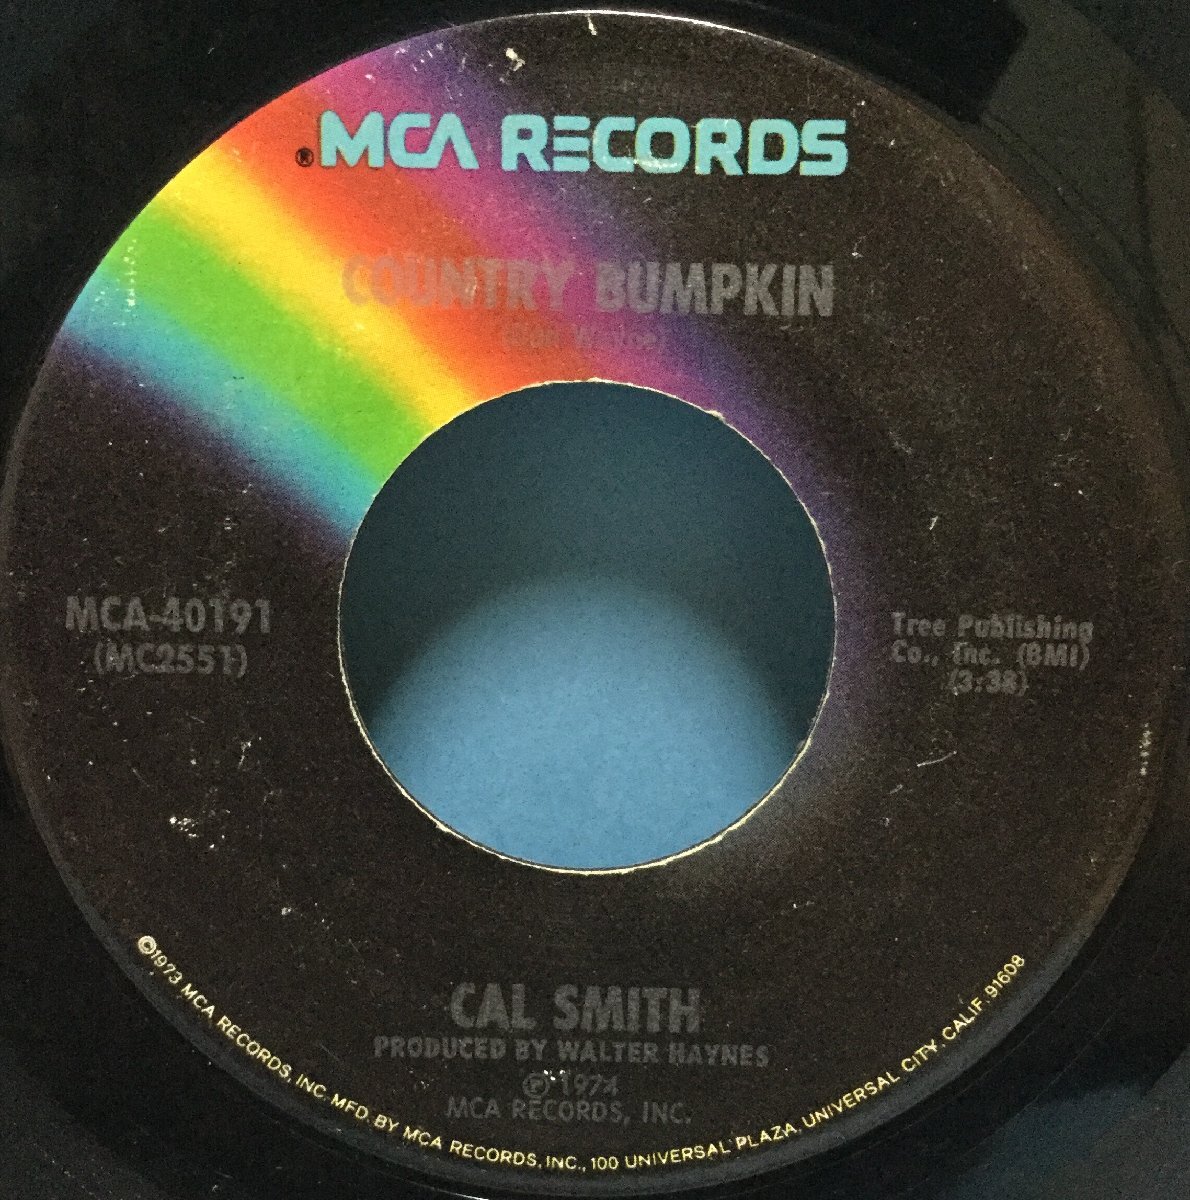 ® MCA RECORDS
COUNTRY BUMPKIN
(Don Wayne)
MCA-40191
(MC2551)
Tree Publishing
Co., Inc. (BMI)
(3:38)
CAL SMITH
PRODUCED BY WALTER HAYNES
Ⓟ 1974
MCA RECORDS, INC.
©1973 MCA RECORDS, INC. MFD. BY MCA RECORDS, INC., 100 UNIVERSAL PLAZA, UNIVERSAL CITY, CALIF. 91608